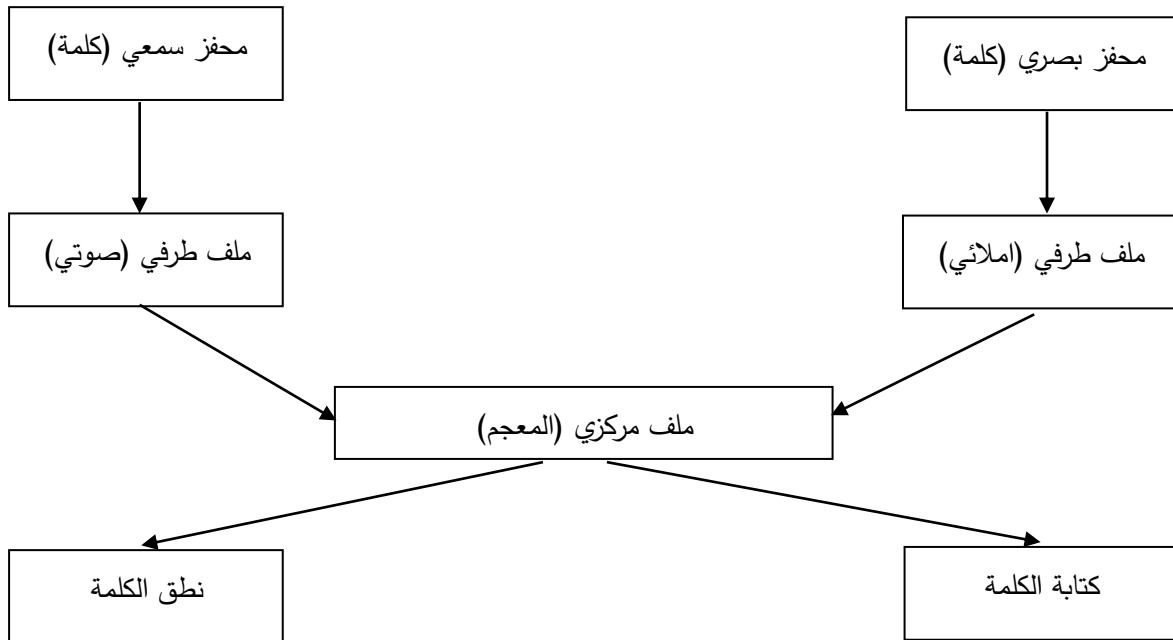 محفز بصري (كلمة)
محفز سمعي (كلمة)
ملف طرفي (املائي)
ملف طرفي (صوتي)
ملف مركزي (المعجم)
كتابة الكلمة
نطق الكلمة